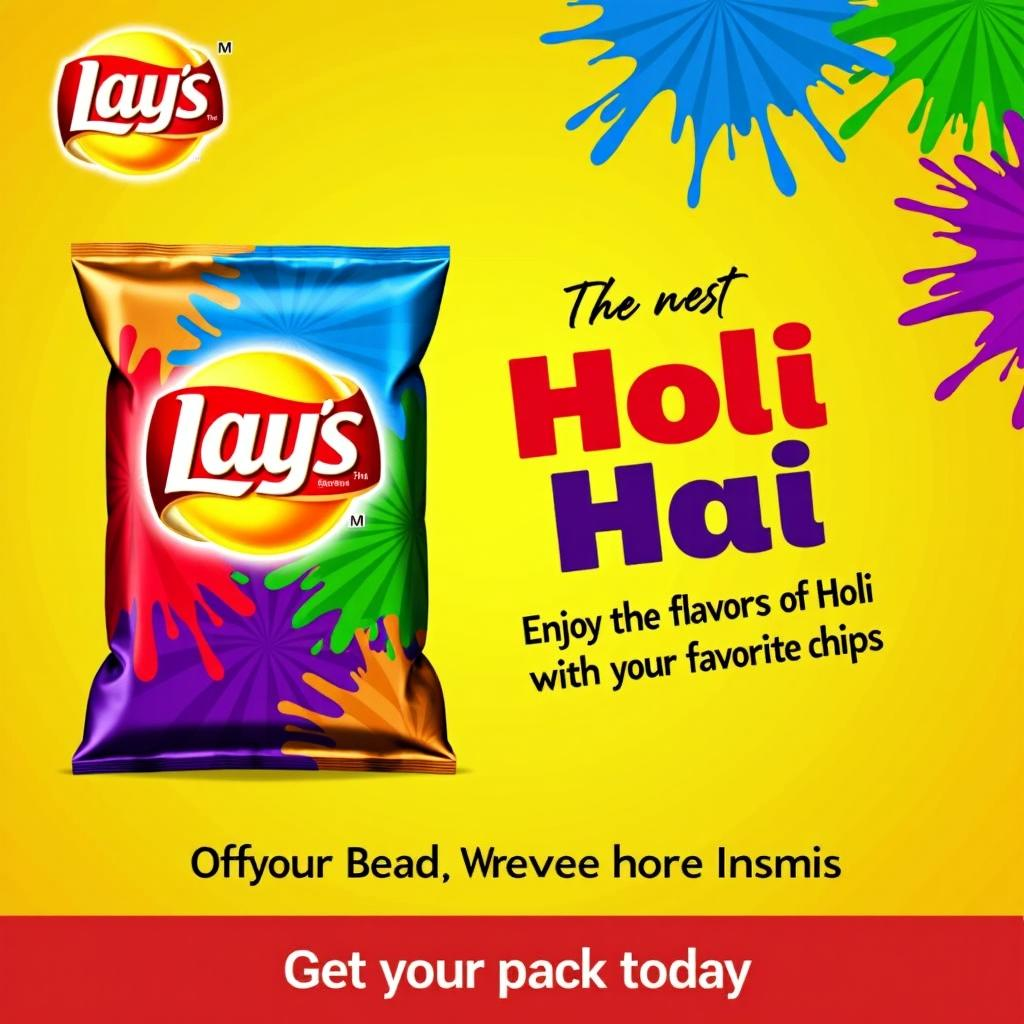 Lay's
M
The nest
Holi
Hai
Lay's
M
Enjoy the flavors of Holi
with your favorite chips
Offyour Bead, Wrevee hore Insmis
Get your pack today